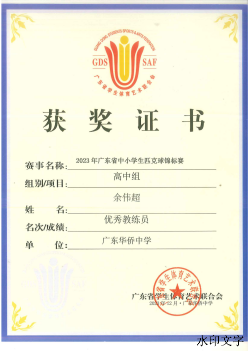 GDS SAF
广东省学生体育艺术联合会
获奖证书
赛事名称：2023年广东省中小学生匹克球锦标赛
组别/项目：高中组
姓名：余伟超
名次/成绩：优秀教练员
单位：广东华侨中学
广东省学生体育艺术联合会
水印文字